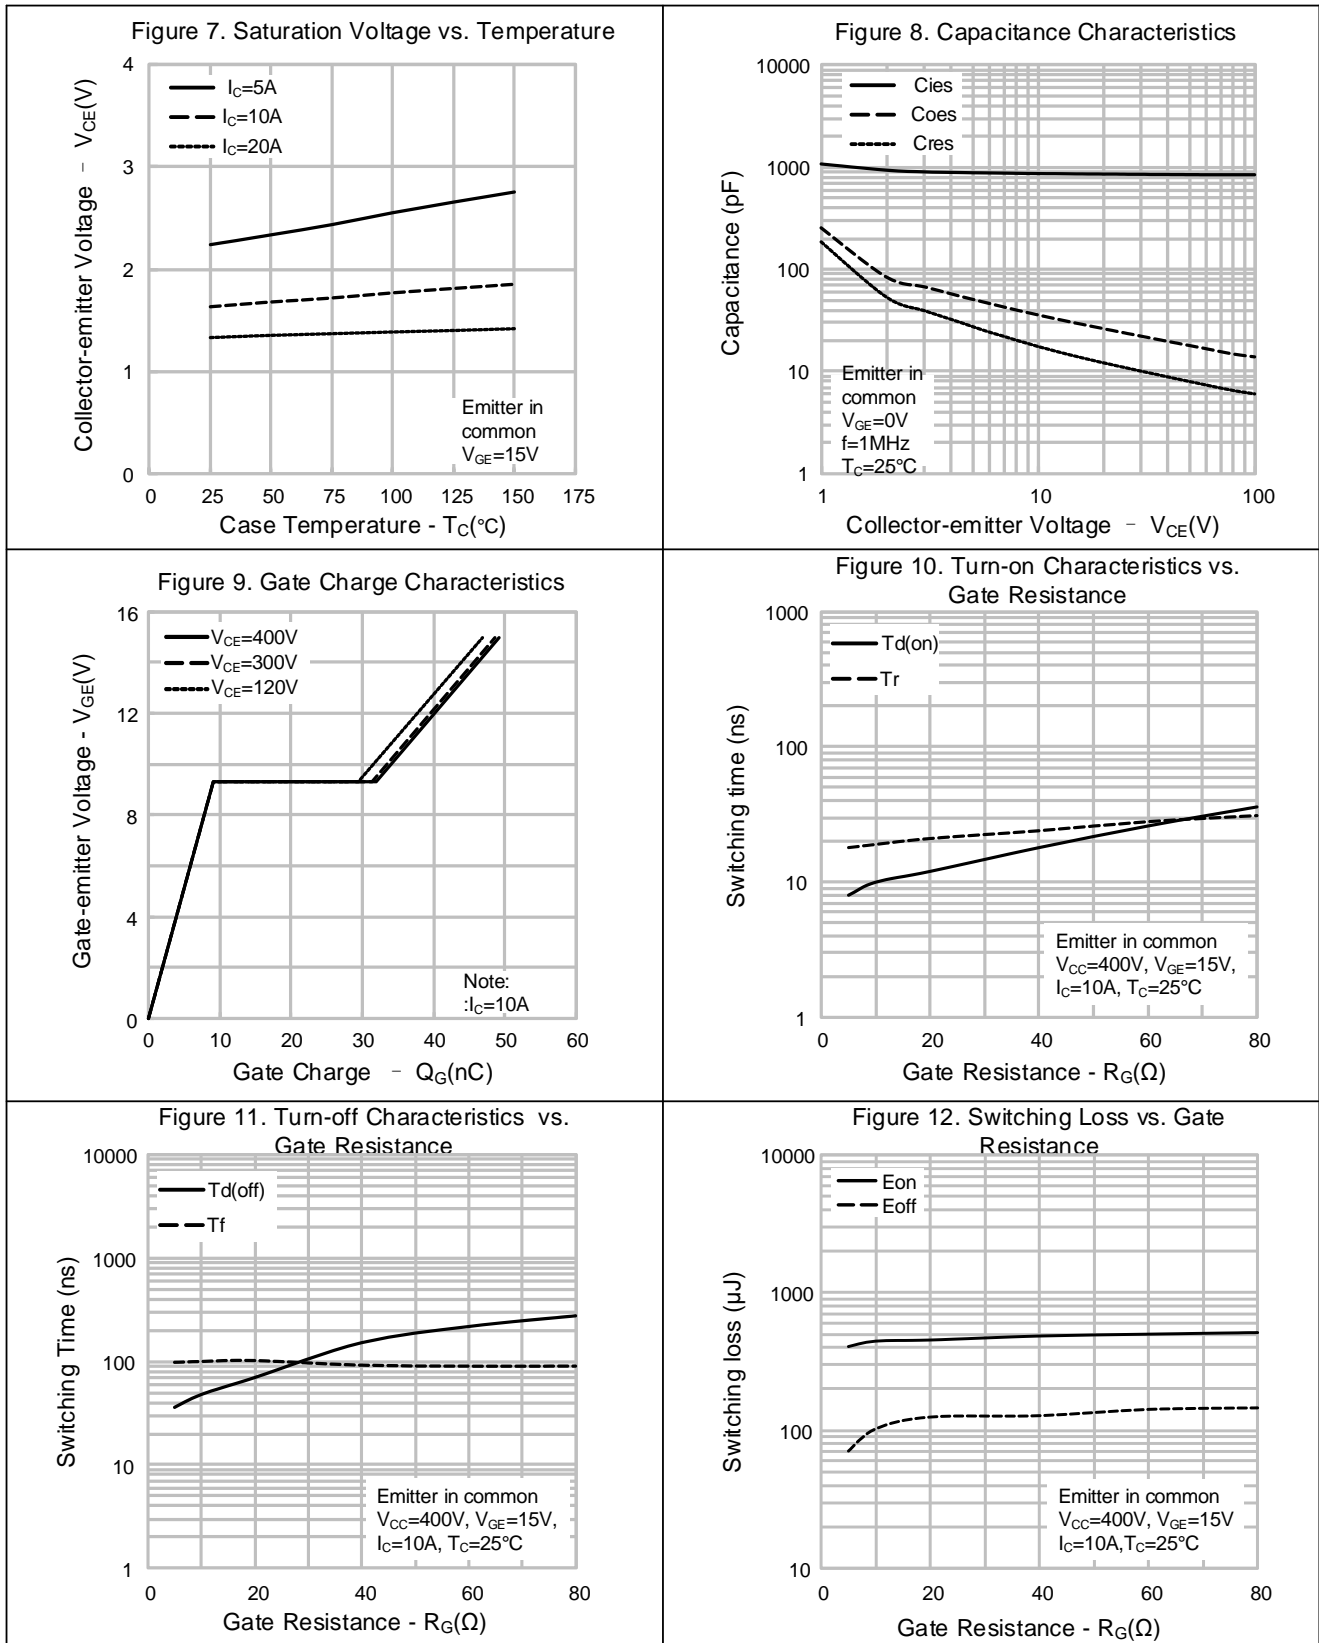 Figure 7. Saturation Voltage vs. Temperature
Collector-emitter Voltage – VCE(V)
4
3
2
1
0
IC=5A
IC=10A
IC=20A
Emitter in
common
VGE=15V
0 25 50 75 100 125 150 175
Case Temperature - TC(°C)
Figure 8. Capacitance Characteristics
Capacitance (pF)
10000
1000
100
10
1
Cies
Coes
Cres
Emitter in
common
VGE=0V
f=1MHz
TC=25°C
1 10 100
Collector-emitter Voltage – VCE(V)
Figure 9. Gate Charge Characteristics
Gate-emitter Voltage - VGE(V)
16
12
8
4
0
VCE=400V
VCE=300V
VCE=120V
Note:
:IC=10A
0 10 20 30 40 50 60
Gate Charge – QG(nC)
Figure 10. Turn-on Characteristics vs.
Gate Resistance
Switching time (ns)
1000
100
10
1
Td(on)
Tr
Emitter in common
VCC=400V, VGE=15V,
IC=10A, TC=25°C
0 20 40 60 80
Gate Resistance - RG(Ω)
Figure 11. Turn-off Characteristics vs.
Gate Resistance
Switching Time (ns)
10000
1000
100
10
1
Td(off)
Tf
Emitter in common
VCC=400V, VGE=15V,
IC=10A, TC=25°C
0 20 40 60 80
Gate Resistance - RG(Ω)
Figure 12. Switching Loss vs. Gate
Resistance
Switching loss (μJ)
10000
1000
100
10
Eon
Eoff
Emitter in common
VCC=400V, VGE=15V
IC=10A,TC=25°C
0 20 40 60 80
Gate Resistance - RG(Ω)